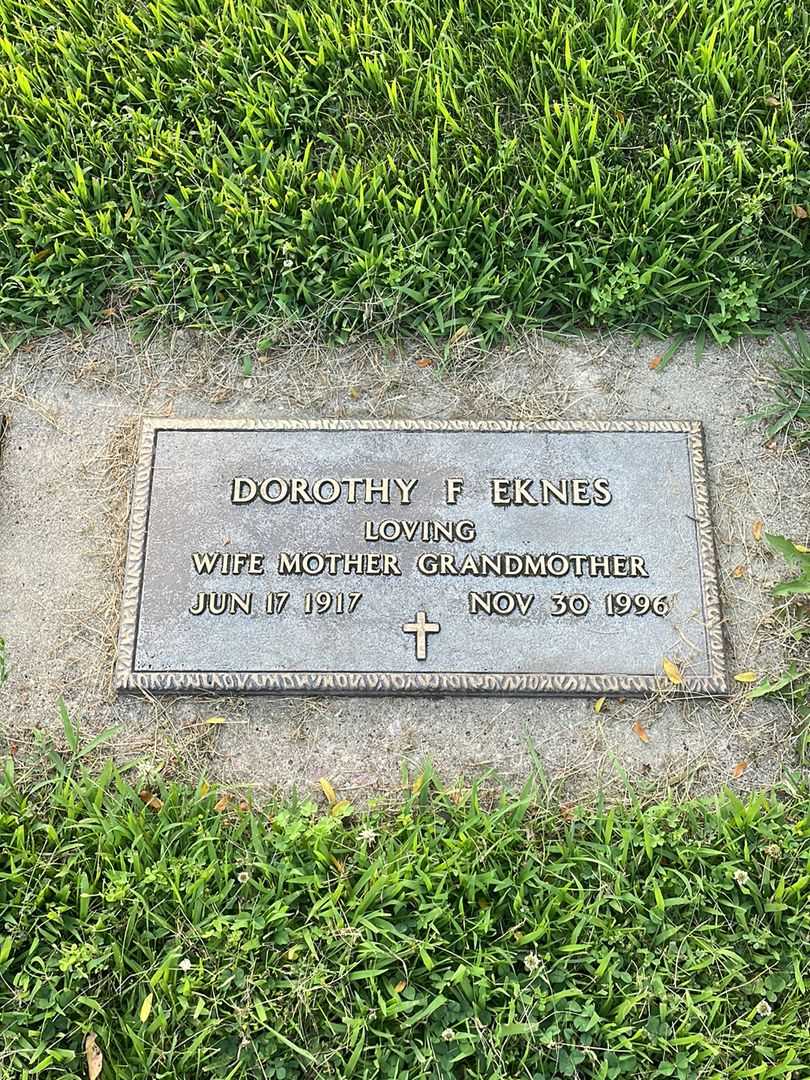 DOROTHY F EKNES
LOVING
WIFE MOTHER GRANDMOTHER
JUN 17 1917 NOV 30 1996